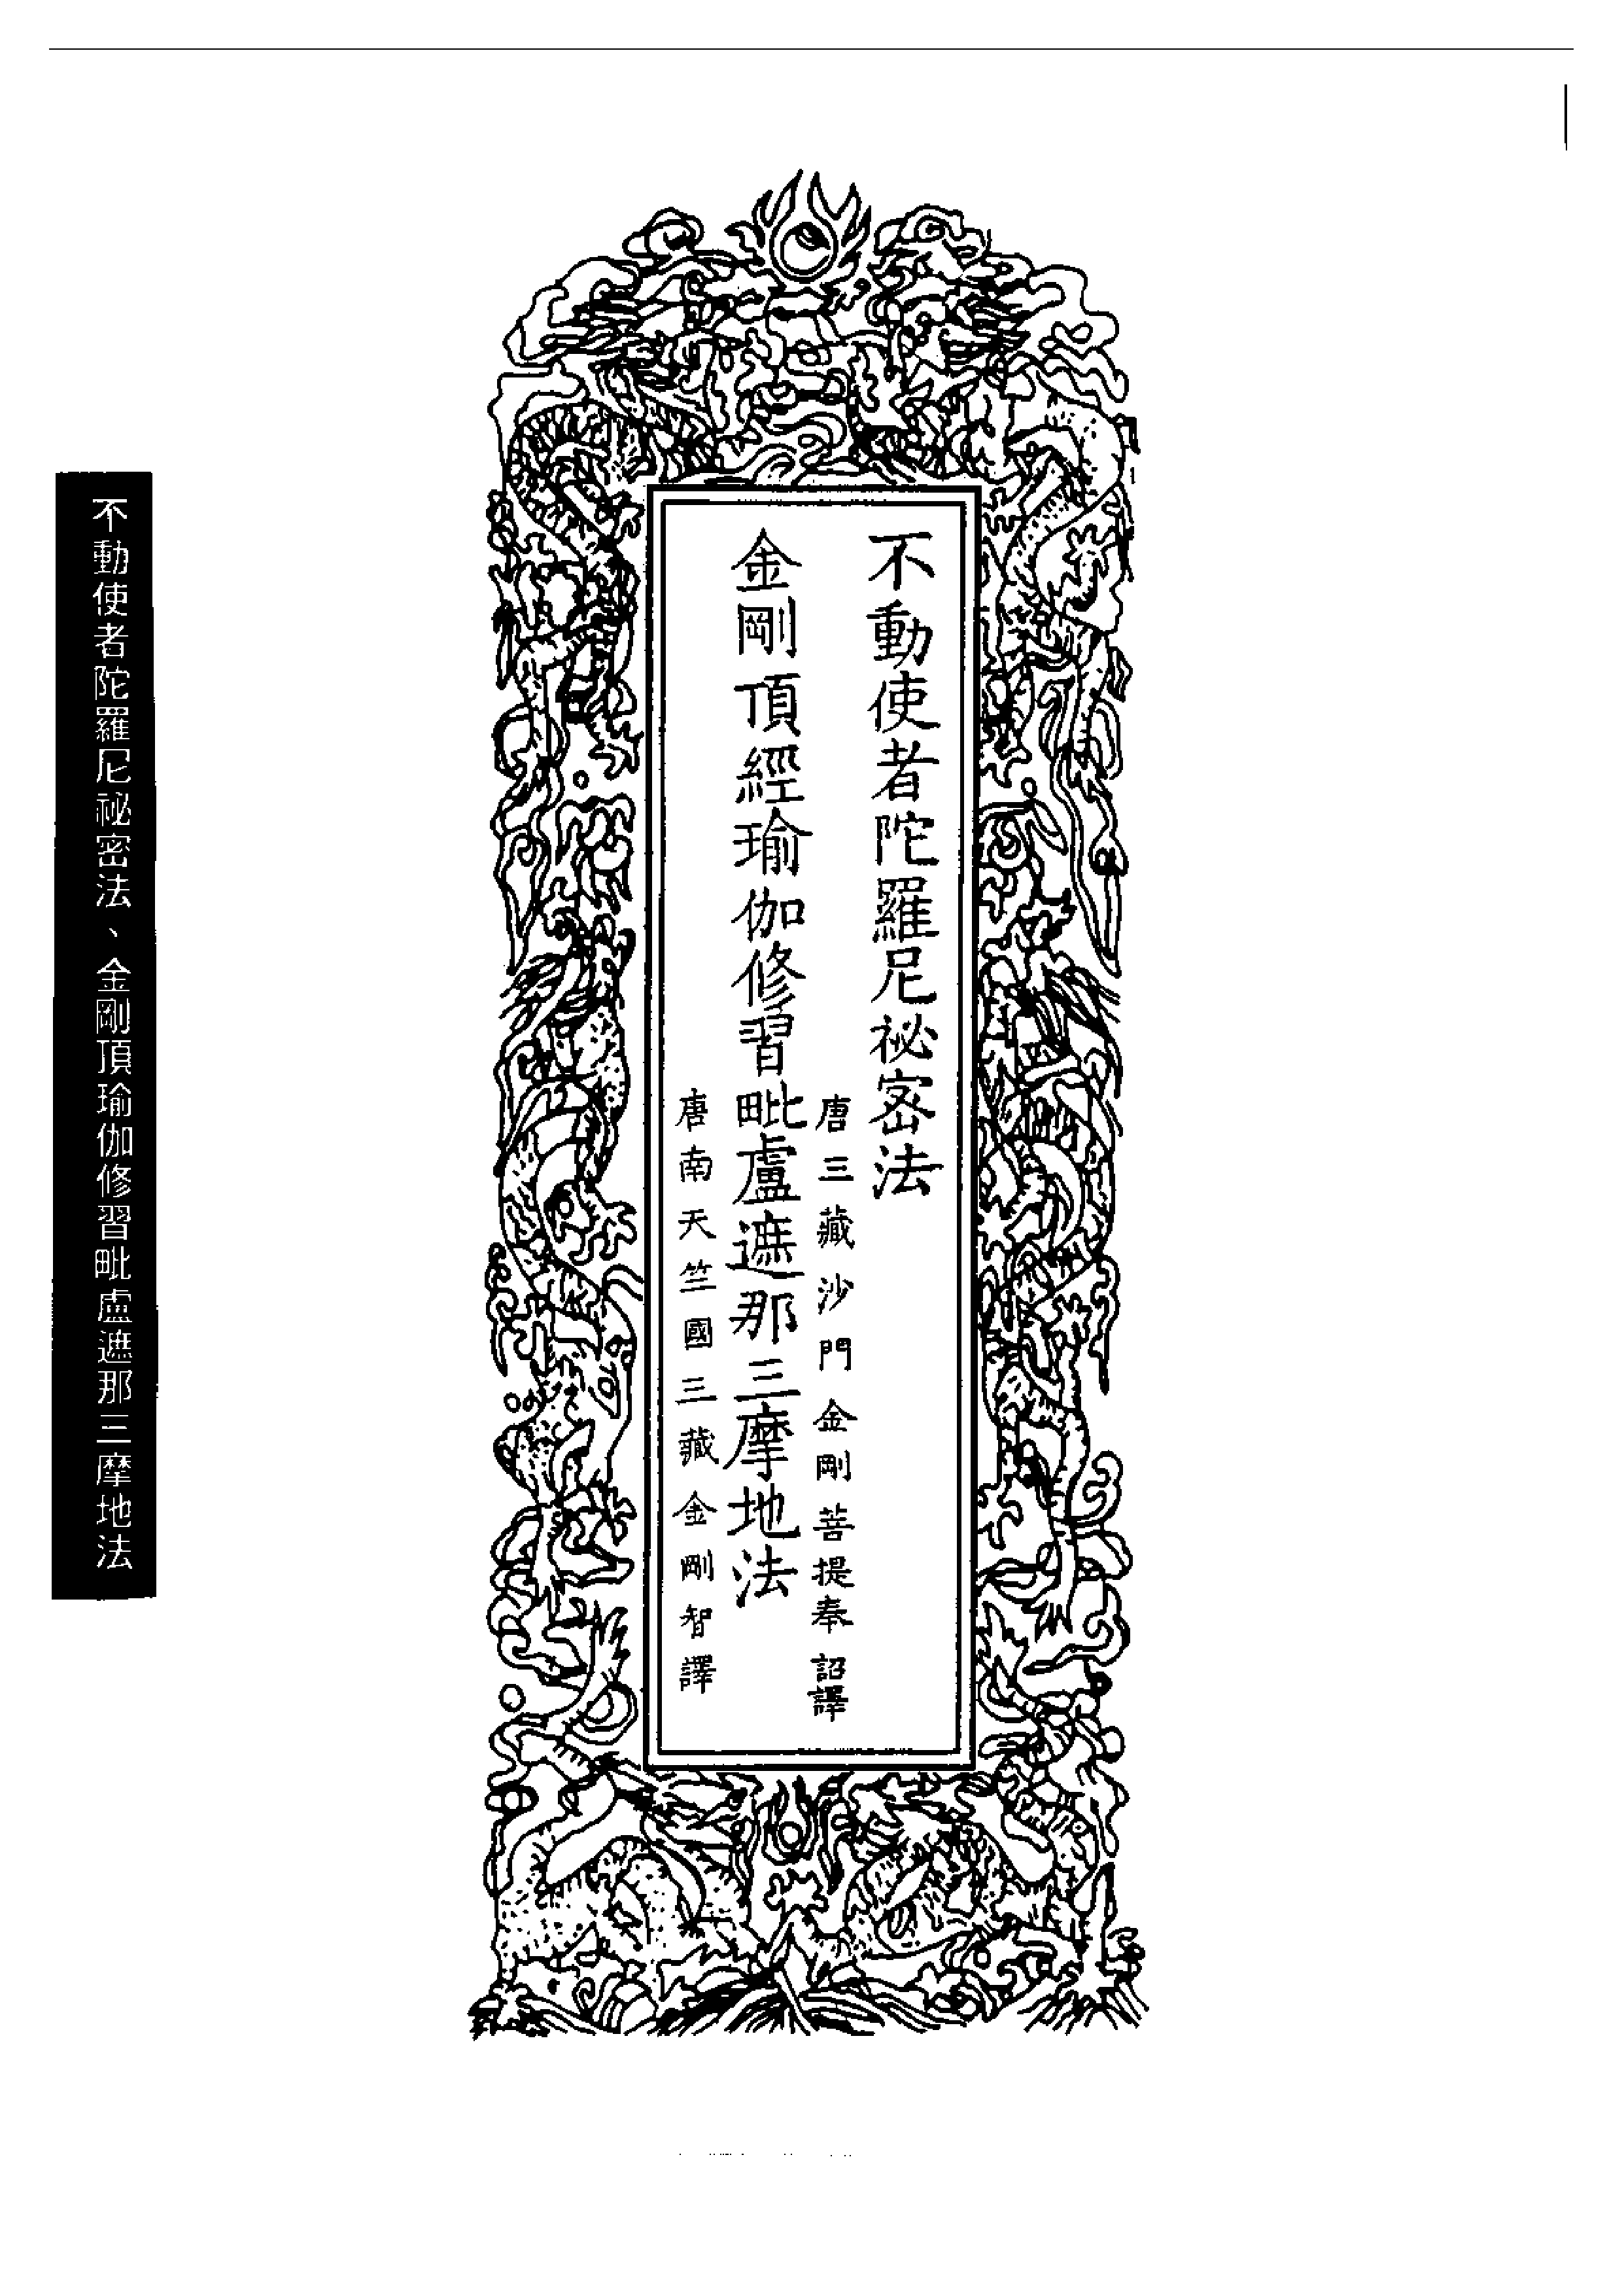 不動使者陀羅尼祕密法
唐三藏沙門金剛菩提奉 詔譯
金剛頂經瑜伽修習毗盧遮那三摩地法
唐南天竺國三藏金剛智譯
不動使者陀羅尼祕密法、金剛頂瑜伽修習毗盧遮那三摩地法